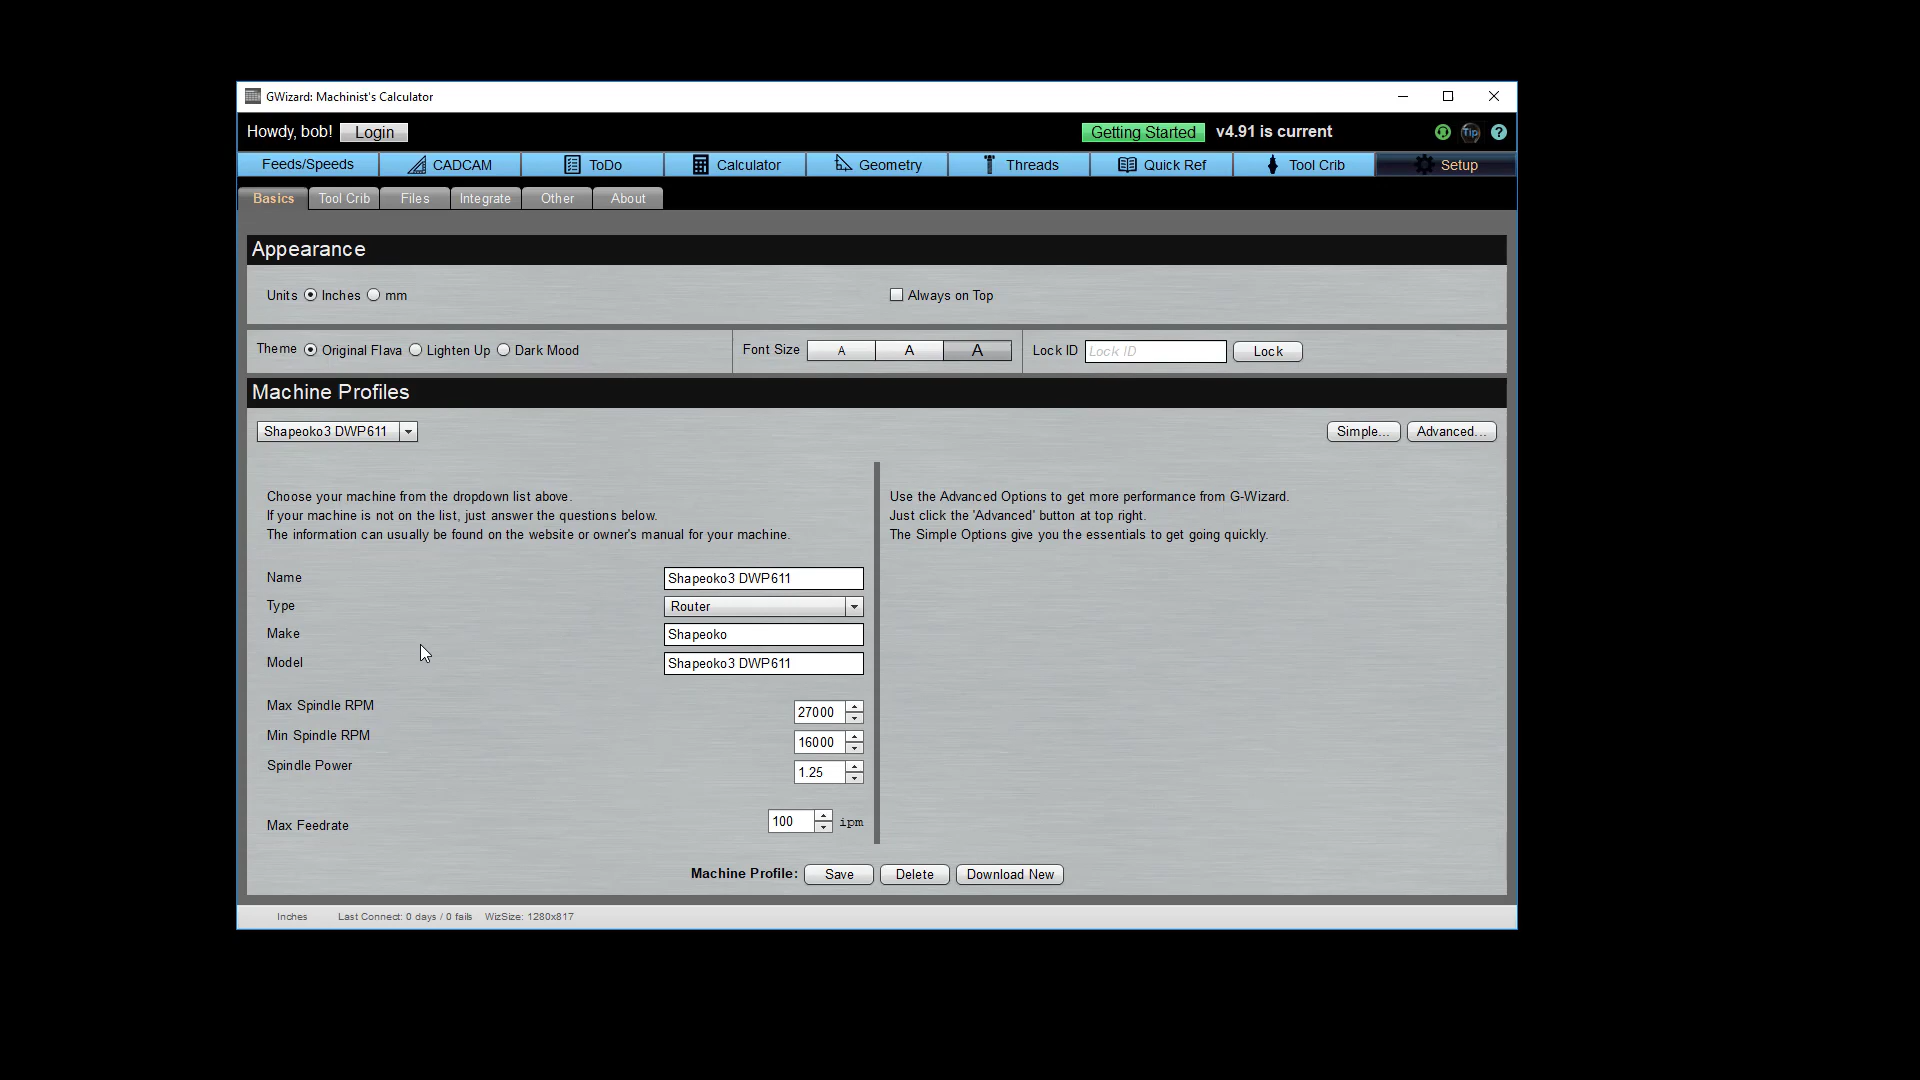 GWizard: Machinist's Calculator
Howdy, bob! Login Getting Started v4.91 is current Tip ?
Feeds/Speeds CADCAM ToDo Calculator Geometry Threads Quick Ref Tool Crib Setup
Basics Tool Crib Files Integrate Other About
Appearance
Units Inches mm Always on Top
Theme Original Flava Lighten Up Dark Mood Font Size A A A Lock ID Lock ID Lock
Machine Profiles
Shapeoko3 DWP611 Simple... Advanced...
Choose your machine from the dropdown list above.
If your machine is not on the list, just answer the questions below.
The information can usually be found on the website or owner's manual for your machine.
Use the Advanced Options to get more performance from G-Wizard.
Just click the 'Advanced' button at top right.
The Simple Options give you the essentials to get going quickly.
Name Shapeoko3 DWP611
Type Router
Make Shapeoko
Model Shapeoko3 DWP611
Max Spindle RPM 27000
Min Spindle RPM 16000
Spindle Power 1.25
Max Feedrate 100 ipm
Machine Profile: Save Delete Download New
Inches Last Connect: 0 days / 0 fails WizSize: 1280x817